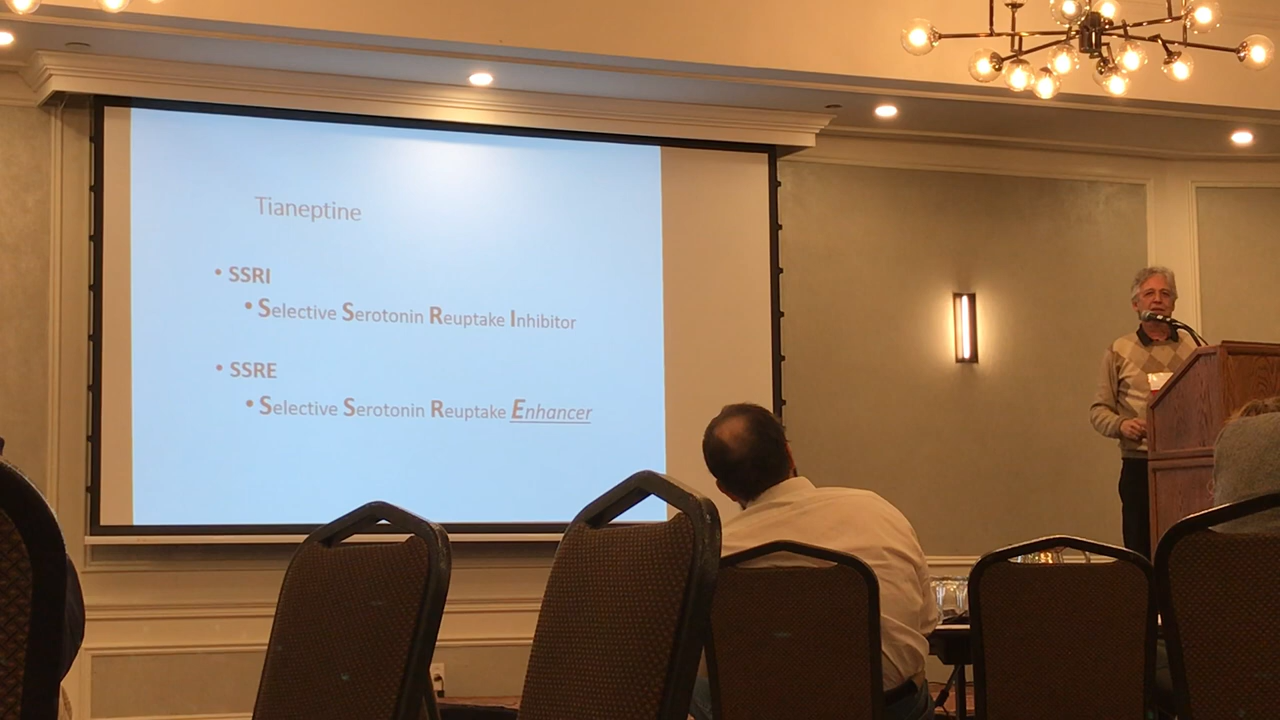 Tianeptine
• SSRI
• Selective Serotonin Reuptake Inhibitor
• SSRE
• Selective Serotonin Reuptake Enhancer